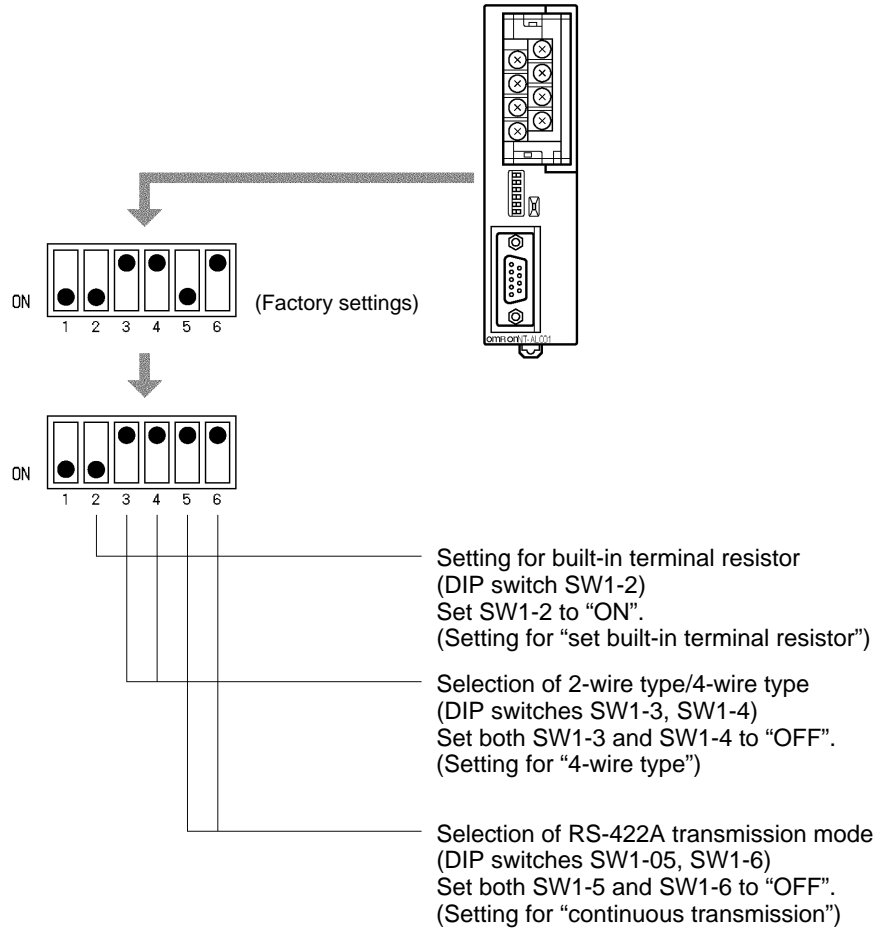 omron NT-AL001
ON
(Factory settings)
1 2 3 4 5 6
ON
1 2 3 4 5 6
Setting for built-in terminal resistor
(DIP switch SW1-2)
Set SW1-2 to “ON”.
(Setting for “set built-in terminal resistor”)
Selection of 2-wire type/4-wire type
(DIP switches SW1-3, SW1-4)
Set both SW1-3 and SW1-4 to “OFF”.
(Setting for “4-wire type”)
Selection of RS-422A transmission mode
(DIP switches SW1-05, SW1-6)
Set both SW1-5 and SW1-6 to “OFF”.
(Setting for “continuous transmission”)